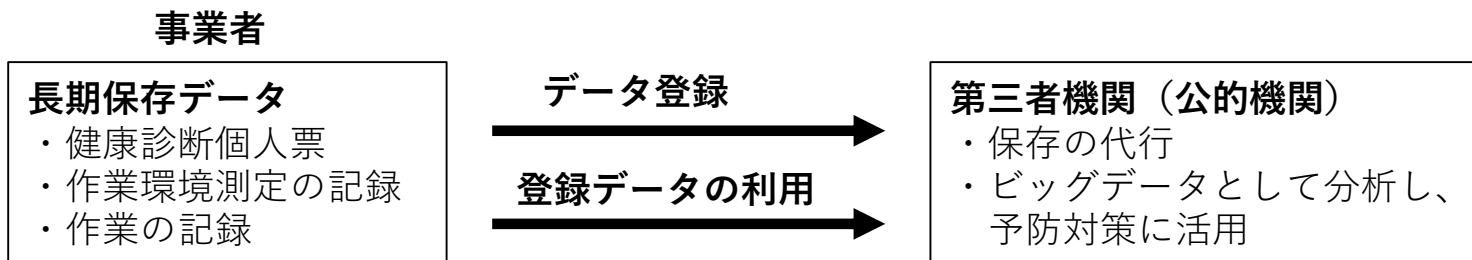 事業者
長期保存データ
・健康診断個人票
・作業環境測定の記録
・作業の記録
データ登録
登録データの利用
第三者機関（公的機関）
・保存の代行
・ビッグデータとして分析し、
予防対策に活用